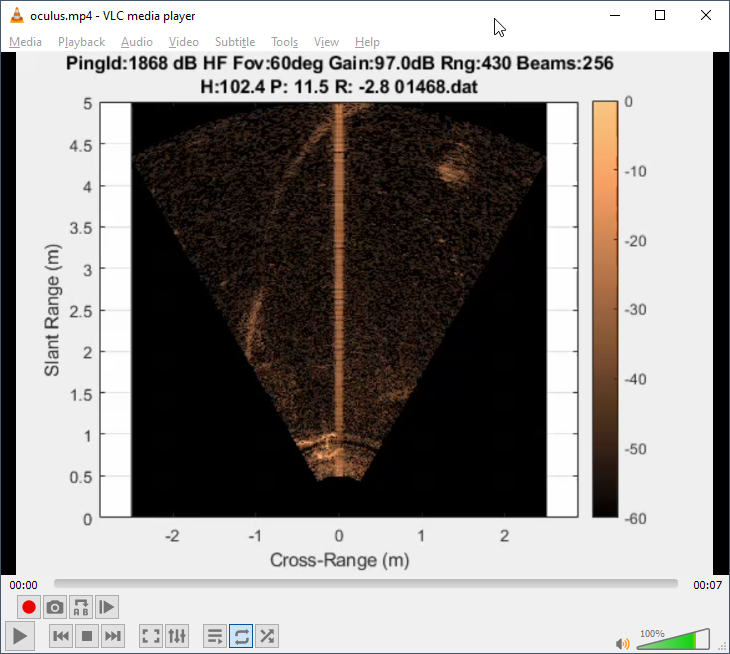 oculus.mp4 - VLC media player
Media Playback Audio Video Subtitle Tools View Help
PingId:1868 dB HF Fov:60deg Gain:97.0dB Rng:430 Beams:256
H:102.4 P: 11.5 R: -2.8 01468.dat
5
4.5
4
3.5
3
2.5
2
1.5
1
0.5
0
Slant Range (m)
-2 -1 0 1 2
Cross-Range (m)
0
-10
-20
-30
-40
-50
-60
00:00 00:07
A B
100%